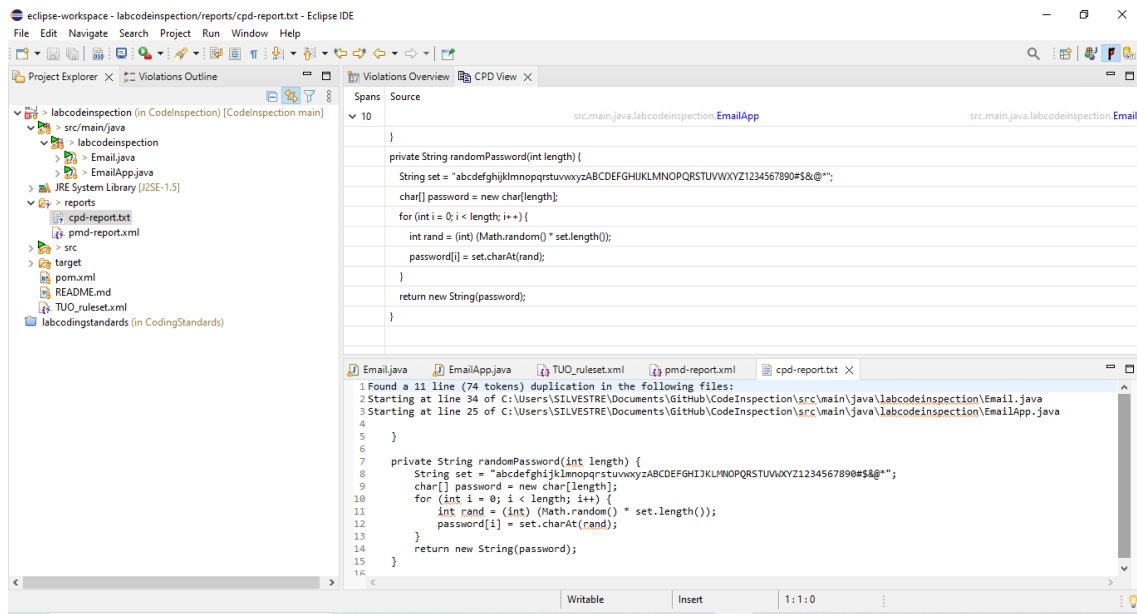 eclipse-workspace - labcodeinspection/reports/cpd-report.txt - Eclipse IDE
File Edit Navigate Search Project Run Window Help
Project Explorer Violations Outline
> labcodeinspection (in CodeInspection) [CodeInspection main]
> src/main/java
> labcodeinspection
> Email.java
> EmailApp.java
JRE System Library [J2SE-1.5]
> reports
cpd-report.txt
pmd-report.xml
> src
target
pom.xml
README.md
TUO_ruleset.xml
labcodingstandards (in CodingStandards)
Violations Overview CPD View
Spans Source
10 src.main.java.labcodeinspection.EmailApp src.main.java.labcodeinspection.Email
}
private String randomPassword(int length) {
String set = "abcdefghijklmnopqrstuvwxyzABCDEFGHIJKLMNOPQRSTUVWXYZ1234567890#$&@*";
char[] password = new char[length];
for (int i = 0; i < length; i++) {
int rand = (int) (Math.random() * set.length());
password[i] = set.charAt(rand);
}
return new String(password);
}
Email.java EmailApp.java TUO_ruleset.xml pmd-report.xml cpd-report.txt
1 Found a 11 line (74 tokens) duplication in the following files:
2 Starting at line 34 of C:\Users\SILVESTRE\Documents\GitHub\CodeInspection\src\main\java\labcodeinspection\Email.java
3 Starting at line 25 of C:\Users\SILVESTRE\Documents\GitHub\CodeInspection\src\main\java\labcodeinspection\EmailApp.java
4
5 }
6
7 private String randomPassword(int length) {
8 String set = "abcdefghijklmnopqrstuvwxyzABCDEFGHIJKLMNOPQRSTUVWXYZ1234567890#$&@*";
9 char[] password = new char[length];
10 for (int i = 0; i < length; i++) {
11 int rand = (int) (Math.random() * set.length());
12 password[i] = set.charAt(rand);
13 }
14 return new String(password);
15 }
16
Writable Insert 1:1:0